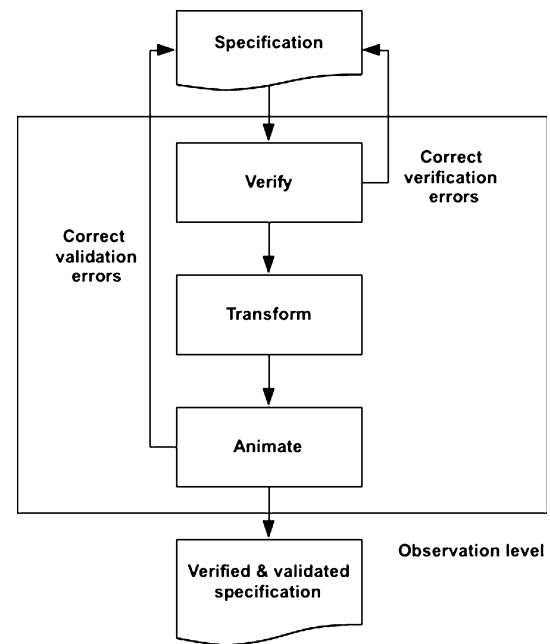 Specification
Verify
Correct
verification
errors
Correct
validation
errors
Transform
Animate
Observation level
Verified & validated
specification